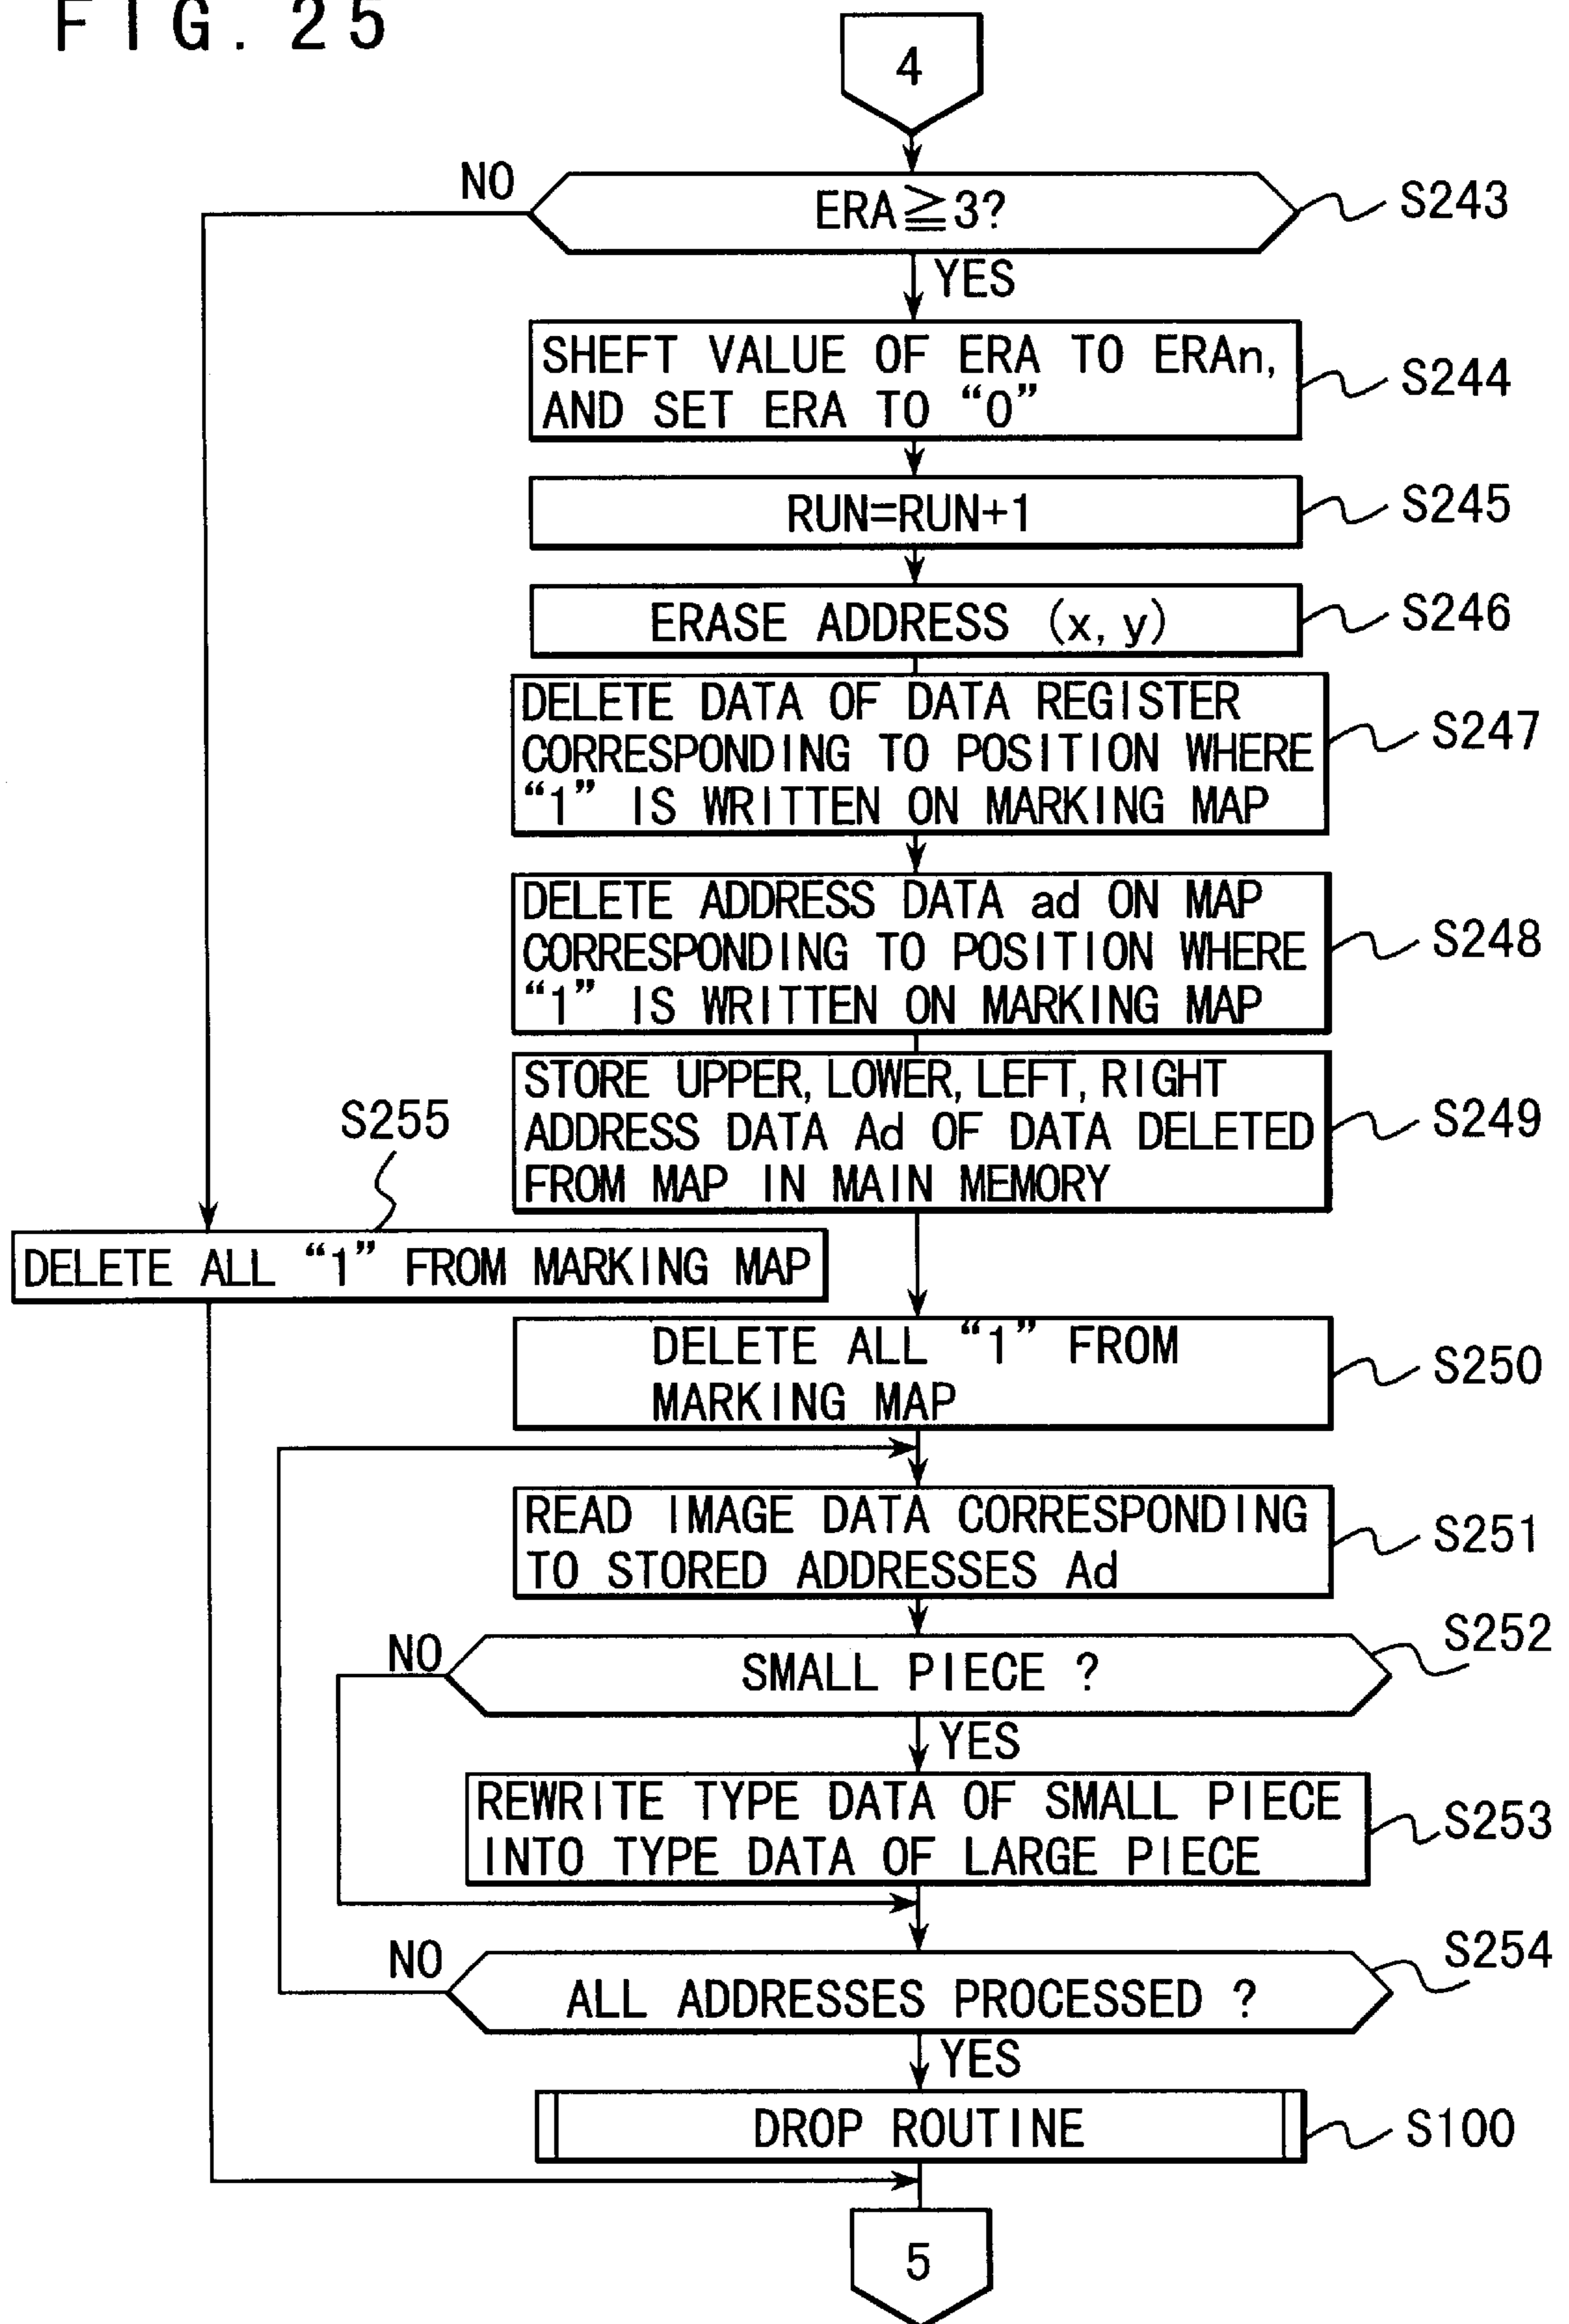 FIG. 25
4
NO
ERA≧3?
S243
YES
SHEFT VALUE OF ERA TO ERAn,
AND SET ERA TO “0”
S244
RUN=RUN+1
S245
ERASE ADDRESS (x, y)
S246
DELETE DATA OF DATA REGISTER
CORRESPONDING TO POSITION WHERE
“1” IS WRITTEN ON MARKING MAP
S247
DELETE ADDRESS DATA ad ON MAP
CORRESPONDING TO POSITION WHERE
“1” IS WRITTEN ON MARKING MAP
S248
STORE UPPER, LOWER, LEFT, RIGHT
ADDRESS DATA Ad OF DATA DELETED
FROM MAP IN MAIN MEMORY
S249
S255
DELETE ALL “1” FROM MARKING MAP
DELETE ALL “1” FROM
MARKING MAP
S250
READ IMAGE DATA CORRESPONDING
TO STORED ADDRESSES Ad
S251
NO
SMALL PIECE ?
S252
YES
REWRITE TYPE DATA OF SMALL PIECE
INTO TYPE DATA OF LARGE PIECE
S253
NO
ALL ADDRESSES PROCESSED ?
S254
YES
DROP ROUTINE
S100
5